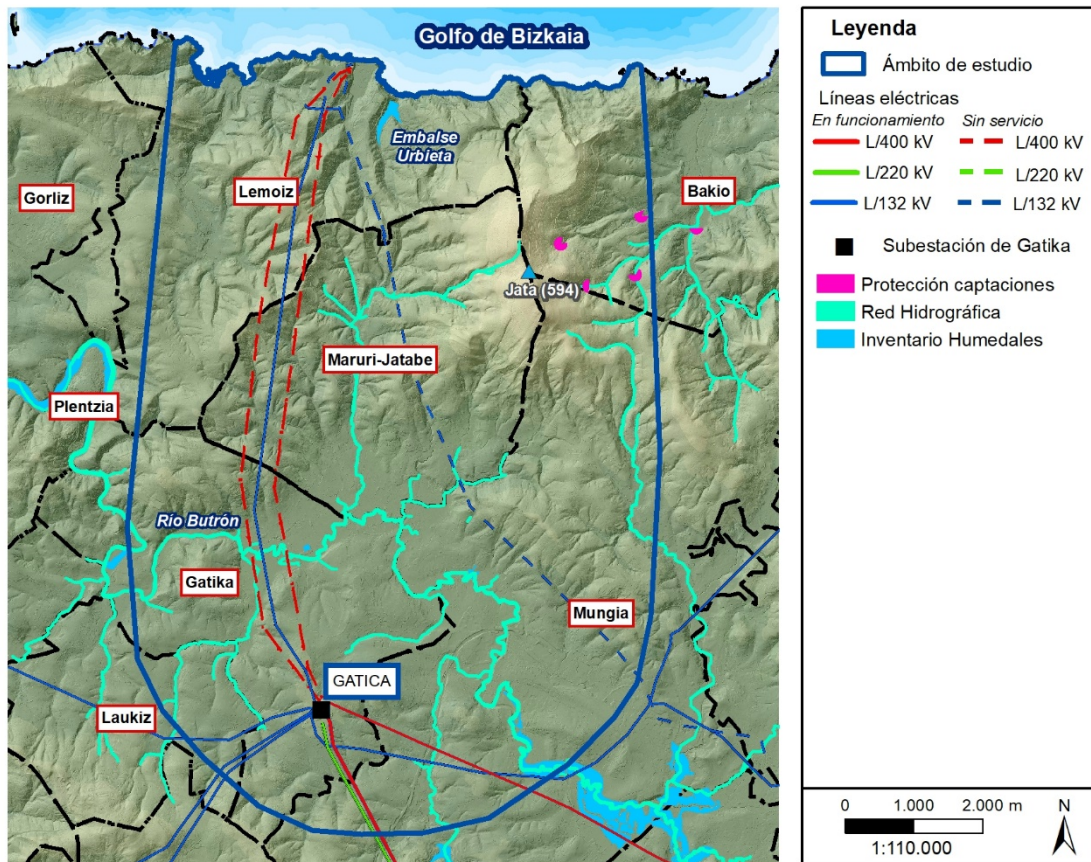 Golfo de Bizkaia
Embalse
Urbieta
Lemoiz
Bakio
Gorliz
Jata (594)
Maruri-Jatabe
Plentzia
Río Butrón
Gatika
Mungia
GATICA
Laukiz
Leyenda
Ámbito de estudio
Líneas eléctricas
En funcionamiento Sin servicio
L/400 kV L/400 kV
L/220 kV L/220 kV
L/132 kV L/132 kV
Subestación de Gatika
Protección captaciones
Red Hidrográfica
Inventario Humedales
0 1.000 2.000 m N
1:110.000